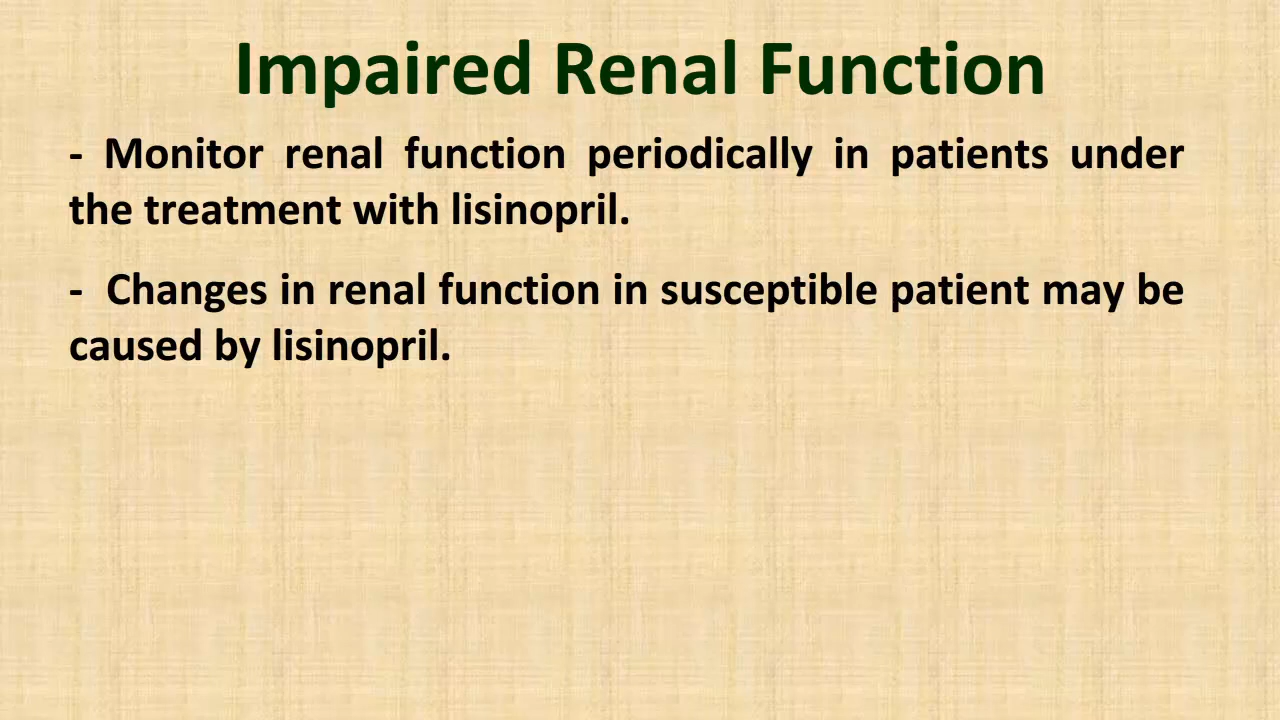 Impaired Renal Function
- Monitor renal function periodically in patients under
the treatment with lisinopril.
- Changes in renal function in susceptible patient may be
caused by lisinopril.